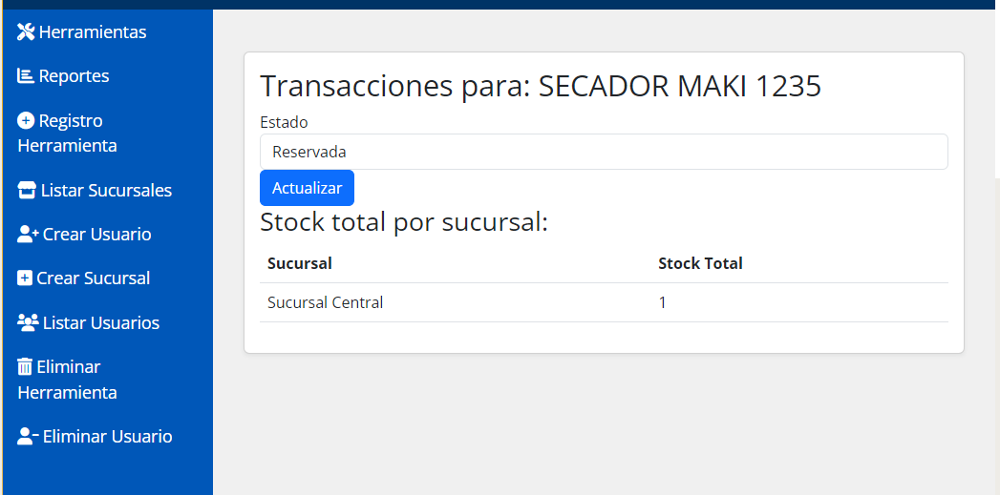 Herramientas
Reportes
Registro
Herramienta
Listar Sucursales
Crear Usuario
Crear Sucursal
Listar Usuarios
Eliminar
Herramienta
Eliminar Usuario
Transacciones para: SECADOR MAKI 1235
Estado
Reservada
Actualizar
Stock total por sucursal:
Sucursal Stock Total
Sucursal Central 1